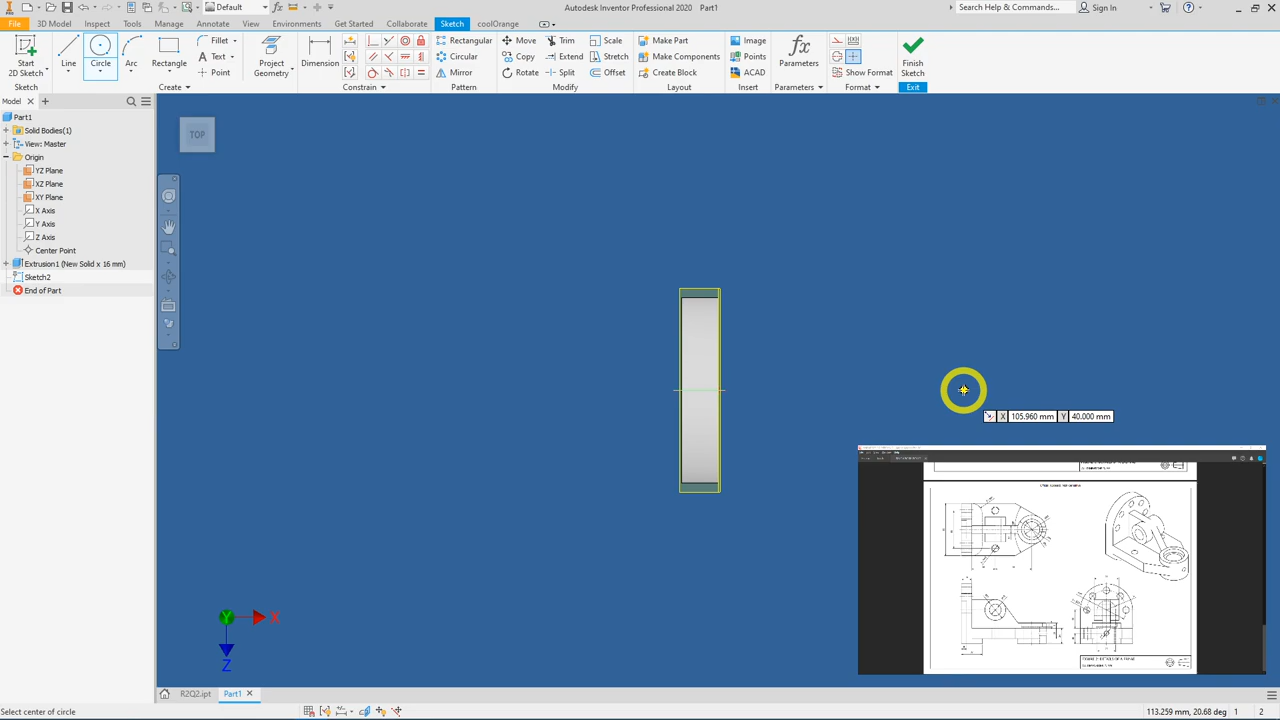 Default
Autodesk Inventor Professional 2020 Part1
Search Help & Commands...
Sign In
File 3D Model Inspect Tools Manage Annotate View Environments Get Started Collaborate Sketch coolOrange
Start
2D Sketch
Line
Circle
Arc
Rectangle
Fillet
Text
Point
Project
Geometry
Dimension
Rectangular
Circular
Mirror
Move
Copy
Rotate
Trim
Extend
Split
Scale
Stretch
Offset
Make Part
Make Components
Create Block
Image
Points
ACAD
Parameters
Show Format
Finish
Sketch
Sketch Create Constrain Pattern Modify Layout Insert Parameters Format Exit
Model
Part1
Solid Bodies(1)
View: Master
Origin
YZ Plane
XZ Plane
XY Plane
X Axis
Y Axis
Z Axis
Center Point
Extrusion1 (New Solid x 16 mm)
Sketch2
End of Part
TOP
X 105.960 mm Y 40.000 mm
X
Y
Z
R2Q2.ipt Part1
Select center of circle 113.259 mm, 20.68 deg 1 2